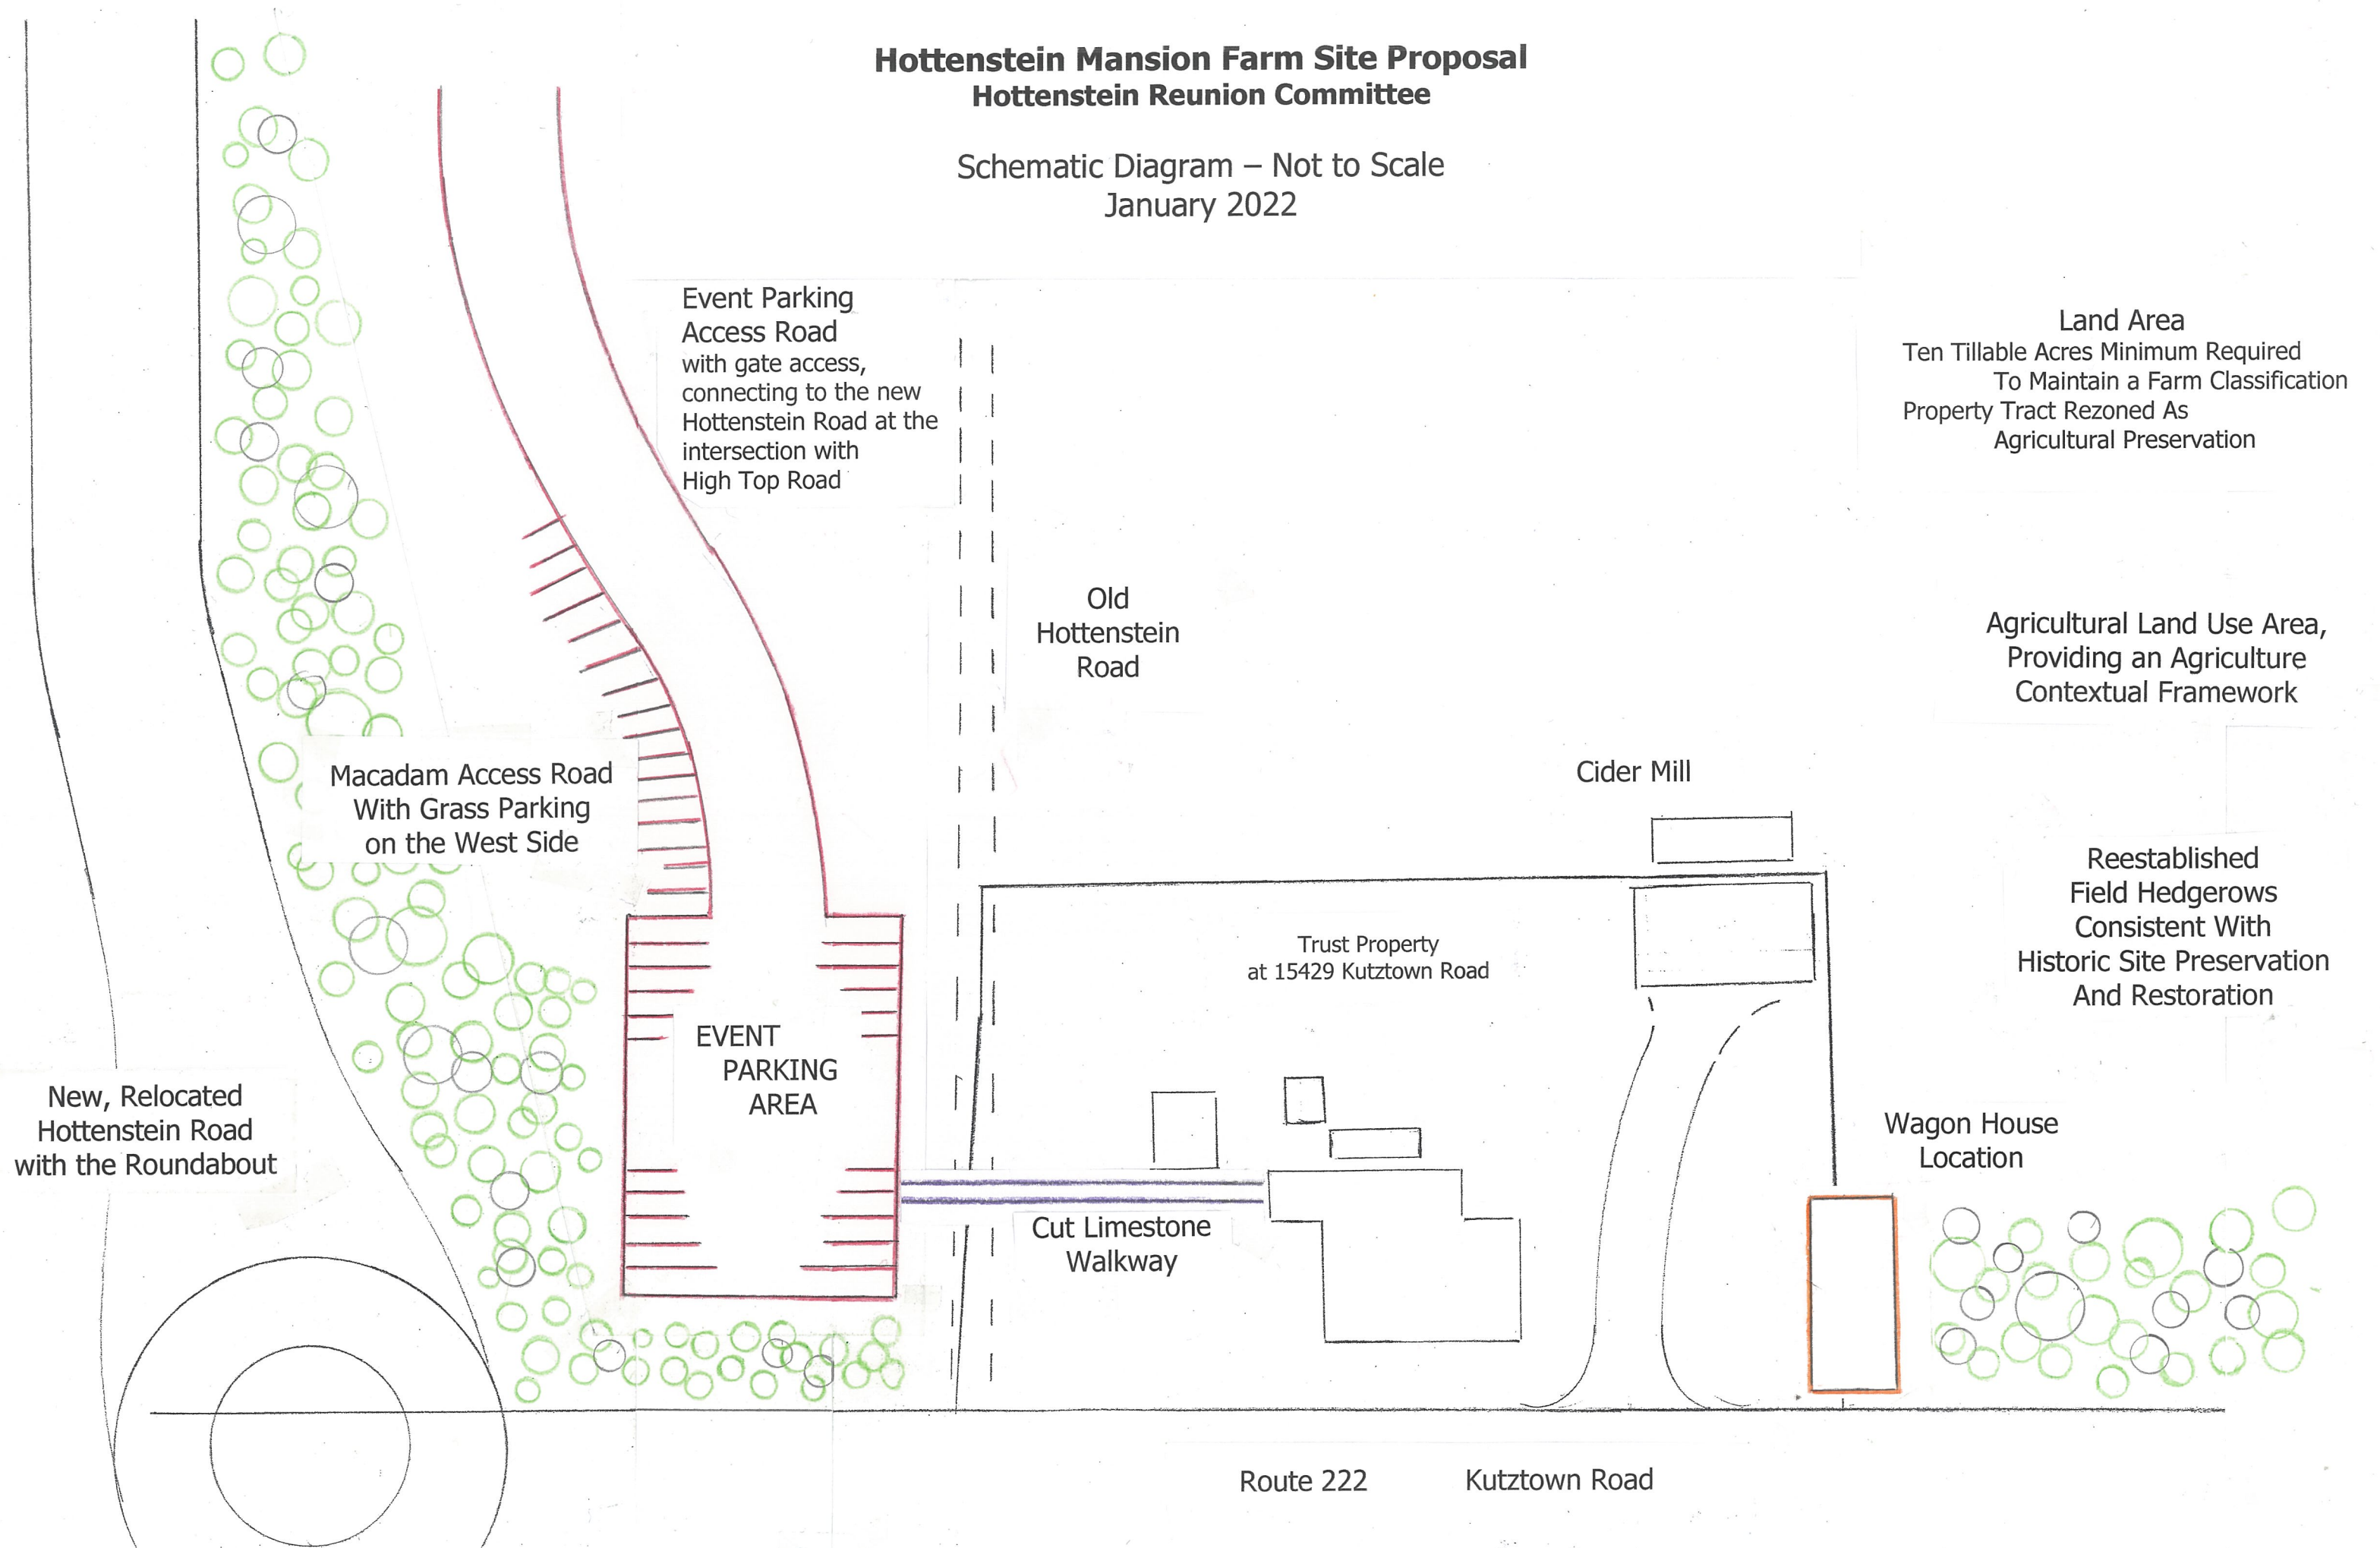 Hottenstein Mansion Farm Site Proposal
Hottenstein Reunion Committee
Schematic Diagram – Not to Scale
January 2022
Event Parking
Access Road
with gate access,
connecting to the new
Hottenstein Road at the
intersection with
High Top Road
Land Area
Ten Tillable Acres Minimum Required
To Maintain a Farm Classification
Property Tract Rezoned As
Agricultural Preservation
Old
Hottenstein
Road
Agricultural Land Use Area,
Providing an Agriculture
Contextual Framework
Macadam Access Road
With Grass Parking
on the West Side
Cider Mill
Reestablished
Field Hedgerows
Consistent With
Historic Site Preservation
And Restoration
Trust Property
at 15429 Kutztown Road
EVENT
PARKING
AREA
New, Relocated
Hottenstein Road
with the Roundabout
Wagon House
Location
Cut Limestone
Walkway
Route 222 Kutztown Road